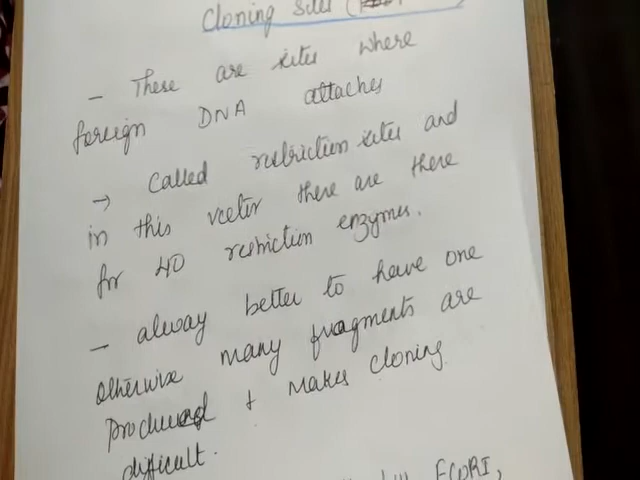 Cloning sites (
- These are sites where
foreign DNA attaches
→ Called restriction sites and
in this vector there are there
for 40 restriction enzymes.
- alway better to have one
otherwise many fragments are
produced + makes cloning
difficult.
EcoRI,